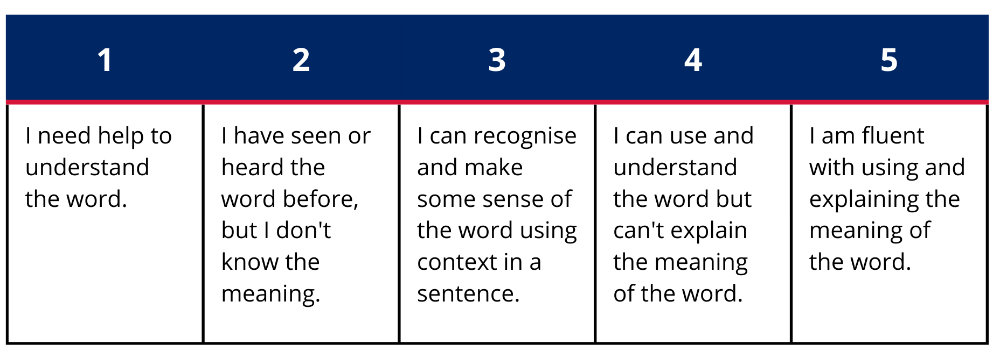 1
2
3
4
5
I need help to
understand
the word.
I have seen or
heard the
word before,
but I don't
know the
meaning.
I can recognise
and make
some sense of
the word using
context in a
sentence.
I can use and
understand
the word but
can't explain
the meaning
of the word.
I am fluent
with using and
explaining the
meaning of
the word.